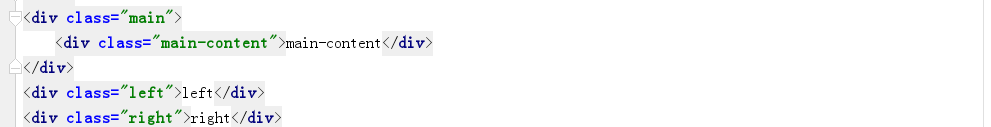 <div class="main">
    <div class="main-content">main-content</div>
</div>
<div class="left">left</div>
<div class="right">right</div>